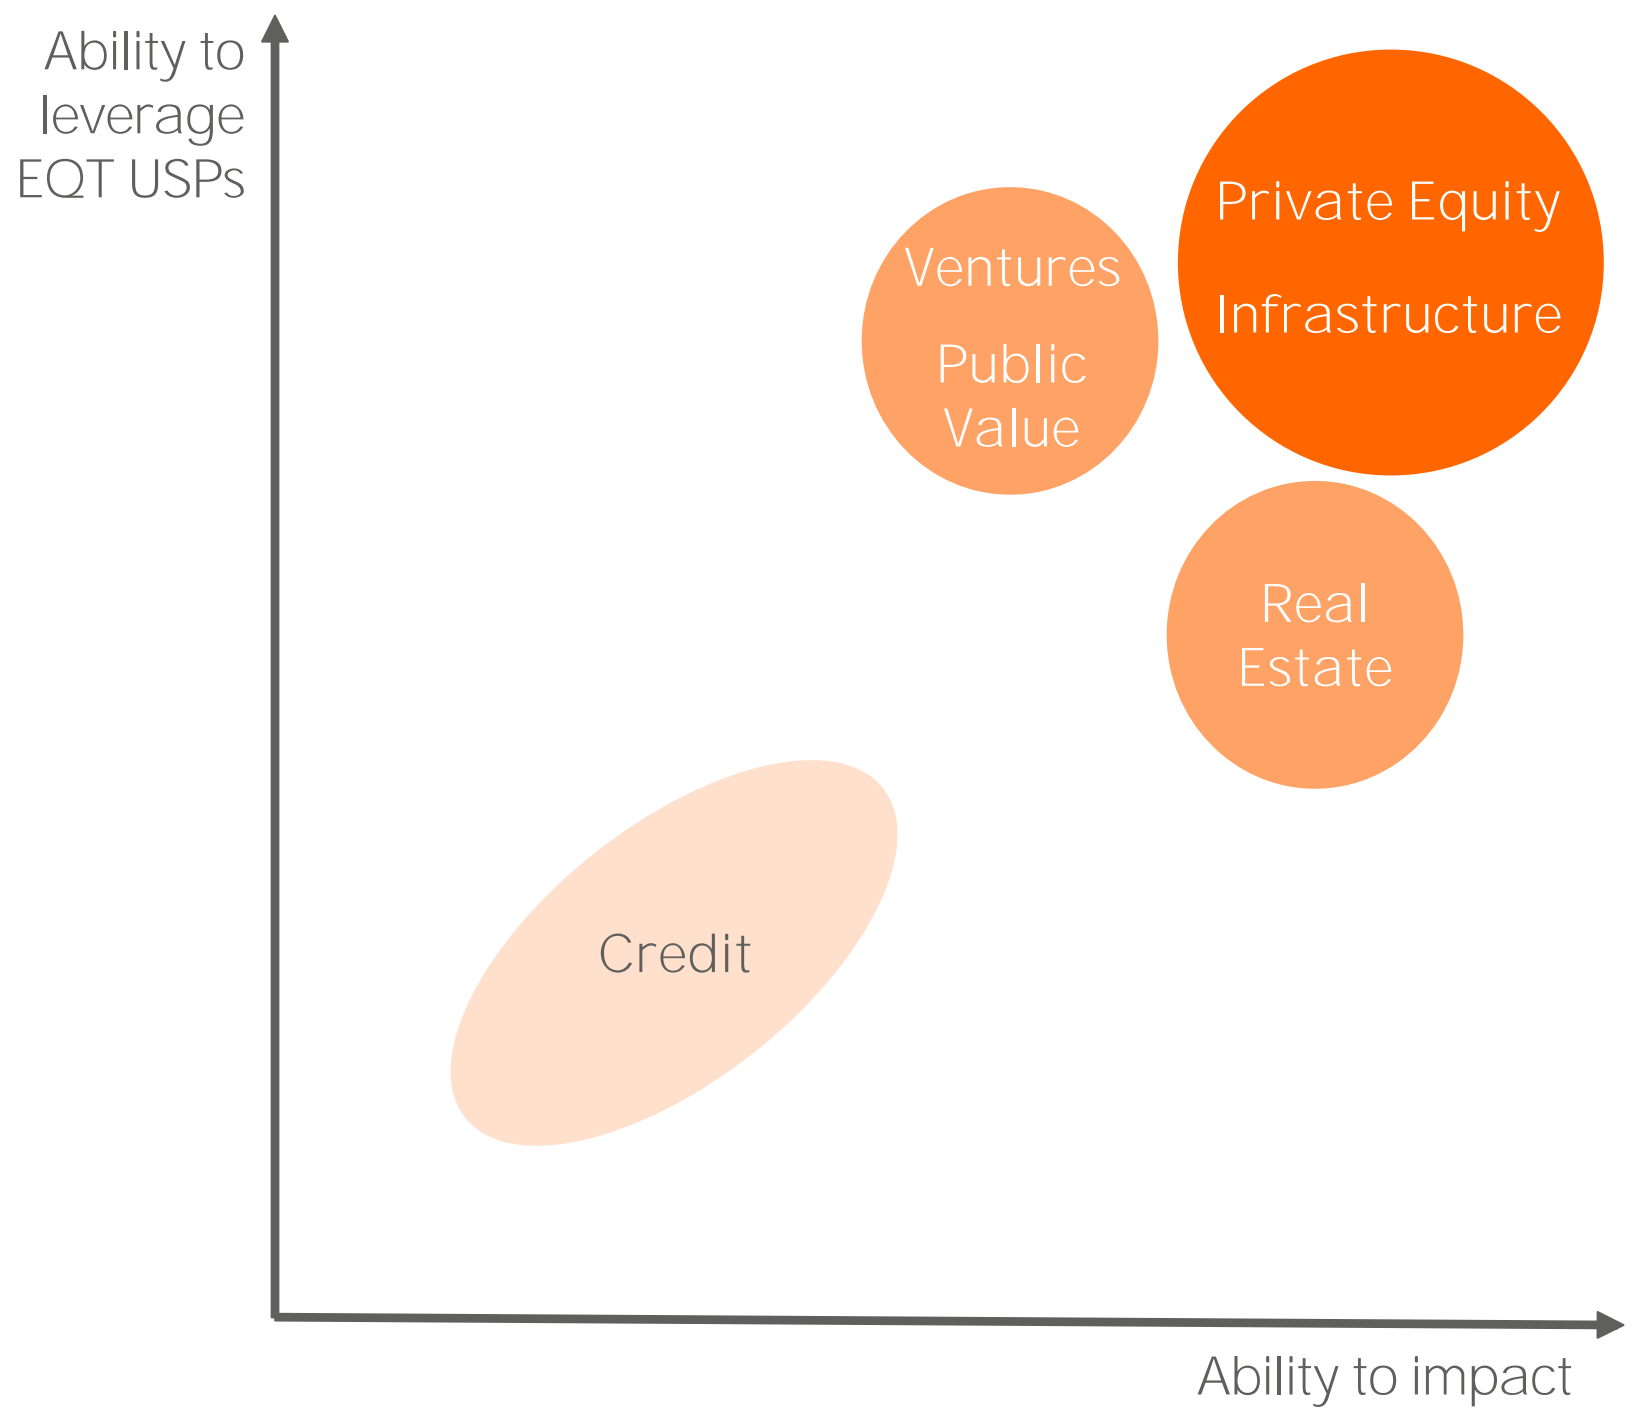 Ability to
leverage
EQT USPs
Private Equity
Infrastructure
Ventures
Public
Value
Real
Estate
Credit
Ability to impact